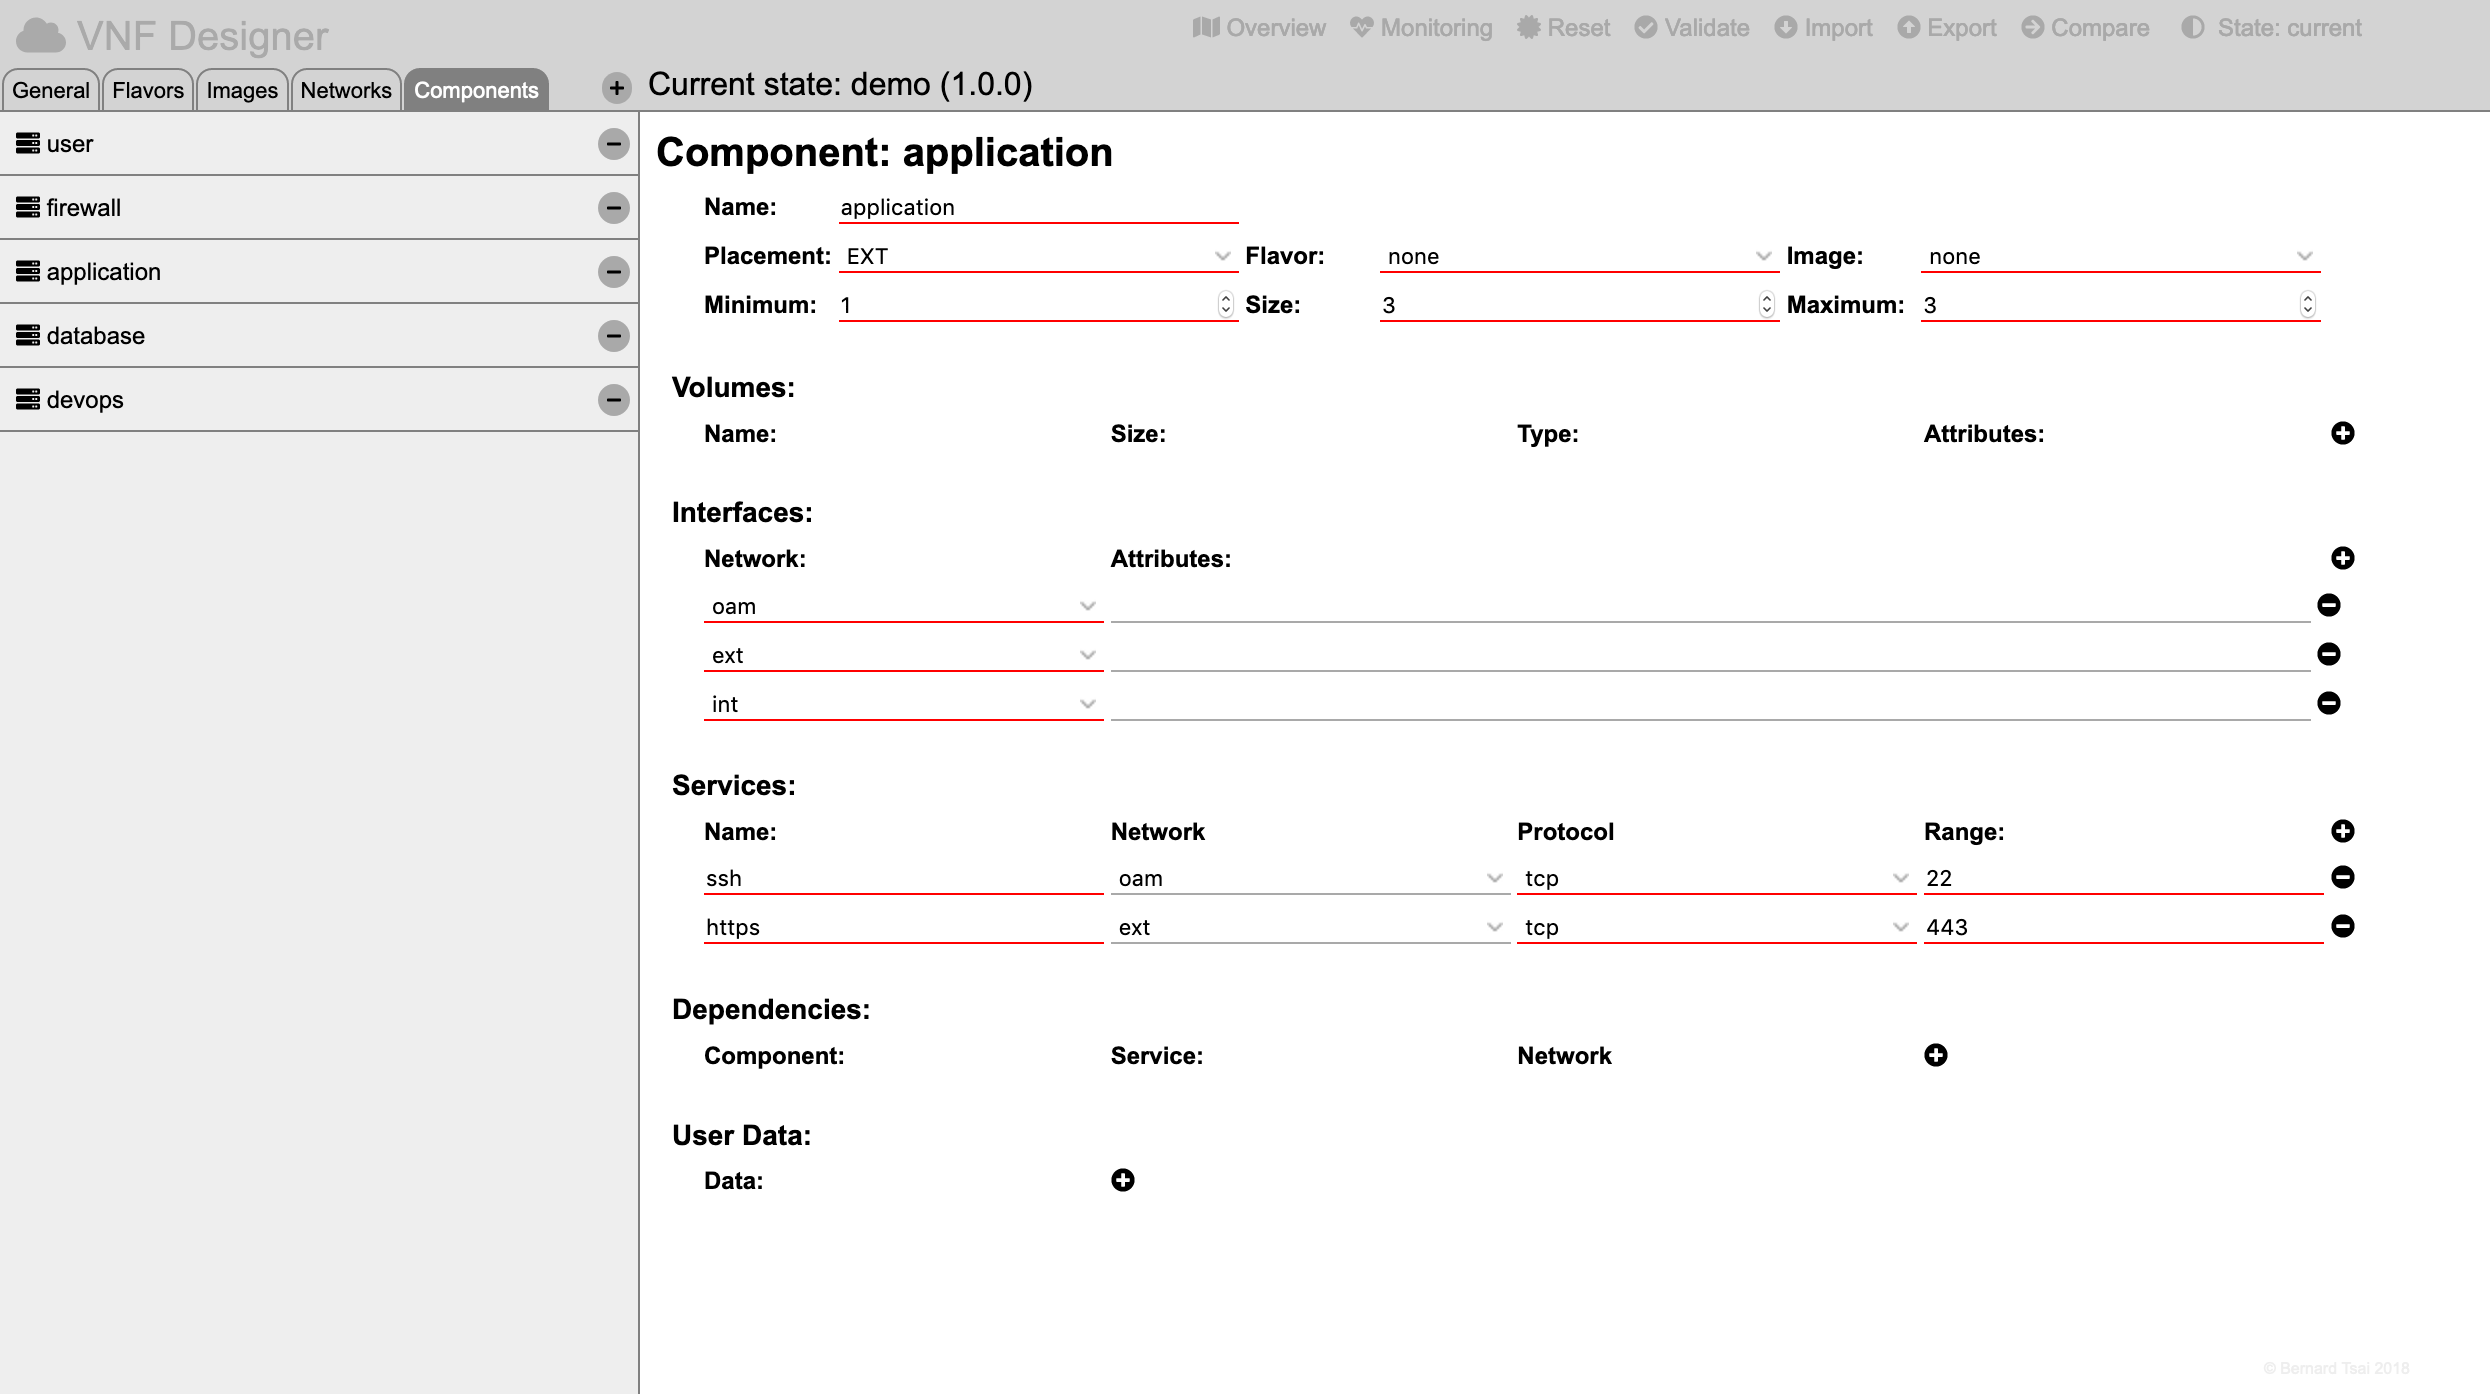 VNF Designer
Overview Monitoring Reset Validate Import Export Compare State: current
General Flavors Images Networks Components
Current state: demo (1.0.0)
user
firewall
application
database
devops
Component: application
Name: application
Placement: EXT Flavor: none Image: none
Minimum: 1 Size: 3 Maximum: 3
Volumes:
Name: Size: Type: Attributes:
Interfaces:
Network: Attributes:
oam
ext
int
Services:
Name: Network Protocol Range:
ssh oam tcp 22
https ext tcp 443
Dependencies:
Component: Service: Network
User Data:
Data:
© Bernard Tsai 2018